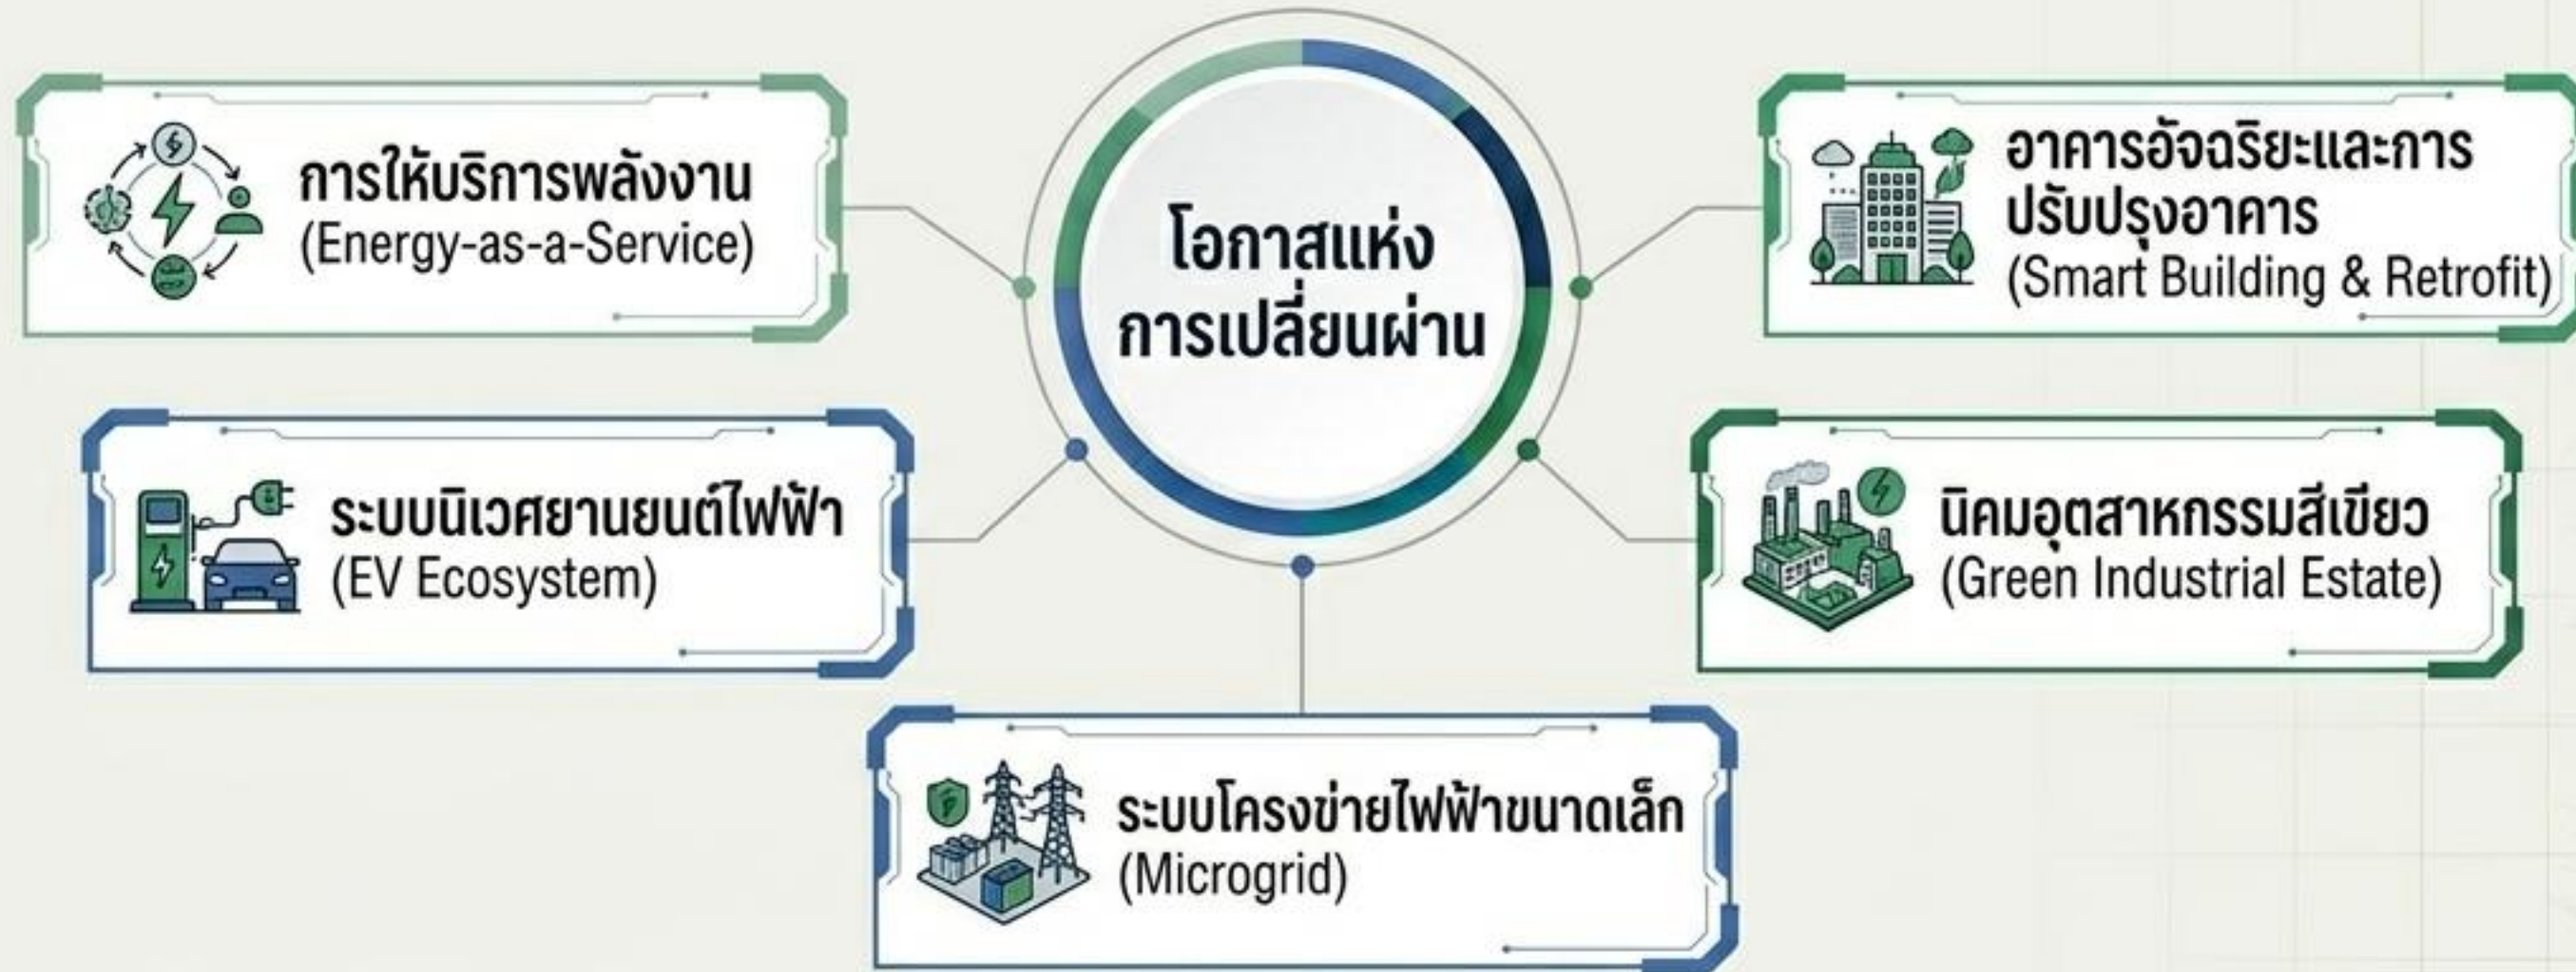 โอกาสแห่ง
การเปลี่ยนผ่าน
การให้บริการพลังงาน
(Energy-as-a-Service)
ระบบนิเวศยานยนต์ไฟฟ้า
(EV Ecosystem)
ระบบโครงข่ายไฟฟ้าขนาดเล็ก
(Microgrid)
อาคารอัจฉริยะและการ
ปรับปรุงอาคาร
(Smart Building & Retrofit)
นิคมอุตสาหกรรมสีเขียว
(Green Industrial Estate)